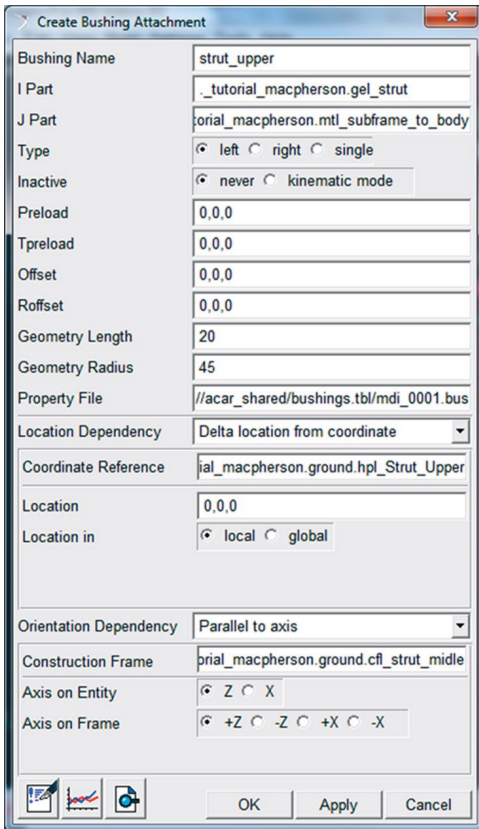 Create Bushing Attachment
Bushing Name strut_upper
I Part ._tutorial_macpherson.gel_strut
J Part torial_macpherson.mtl_subframe_to_body
Type left right single
Inactive never kinematic mode
Preload 0,0,0
Tpreload 0,0,0
Offset 0,0,0
Roffset 0,0,0
Geometry Length 20
Geometry Radius 45
Property File //acar_shared/bushings.tbl/mdi_0001.bus
Location Dependency Delta location from coordinate
Coordinate Reference ial_macpherson.ground.hpl_Strut_Upper
Location 0,0,0
Location in local global
Orientation Dependency Parallel to axis
Construction Frame orial_macpherson.ground.cfl_strut_midle
Axis on Entity Z X
Axis on Frame +Z -Z +X -X
OK Apply Cancel